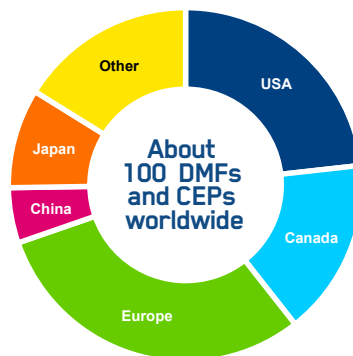 Other
USA
Japan
About
100 DMFs
and CEPs
worldwide
China
Canada
Europe